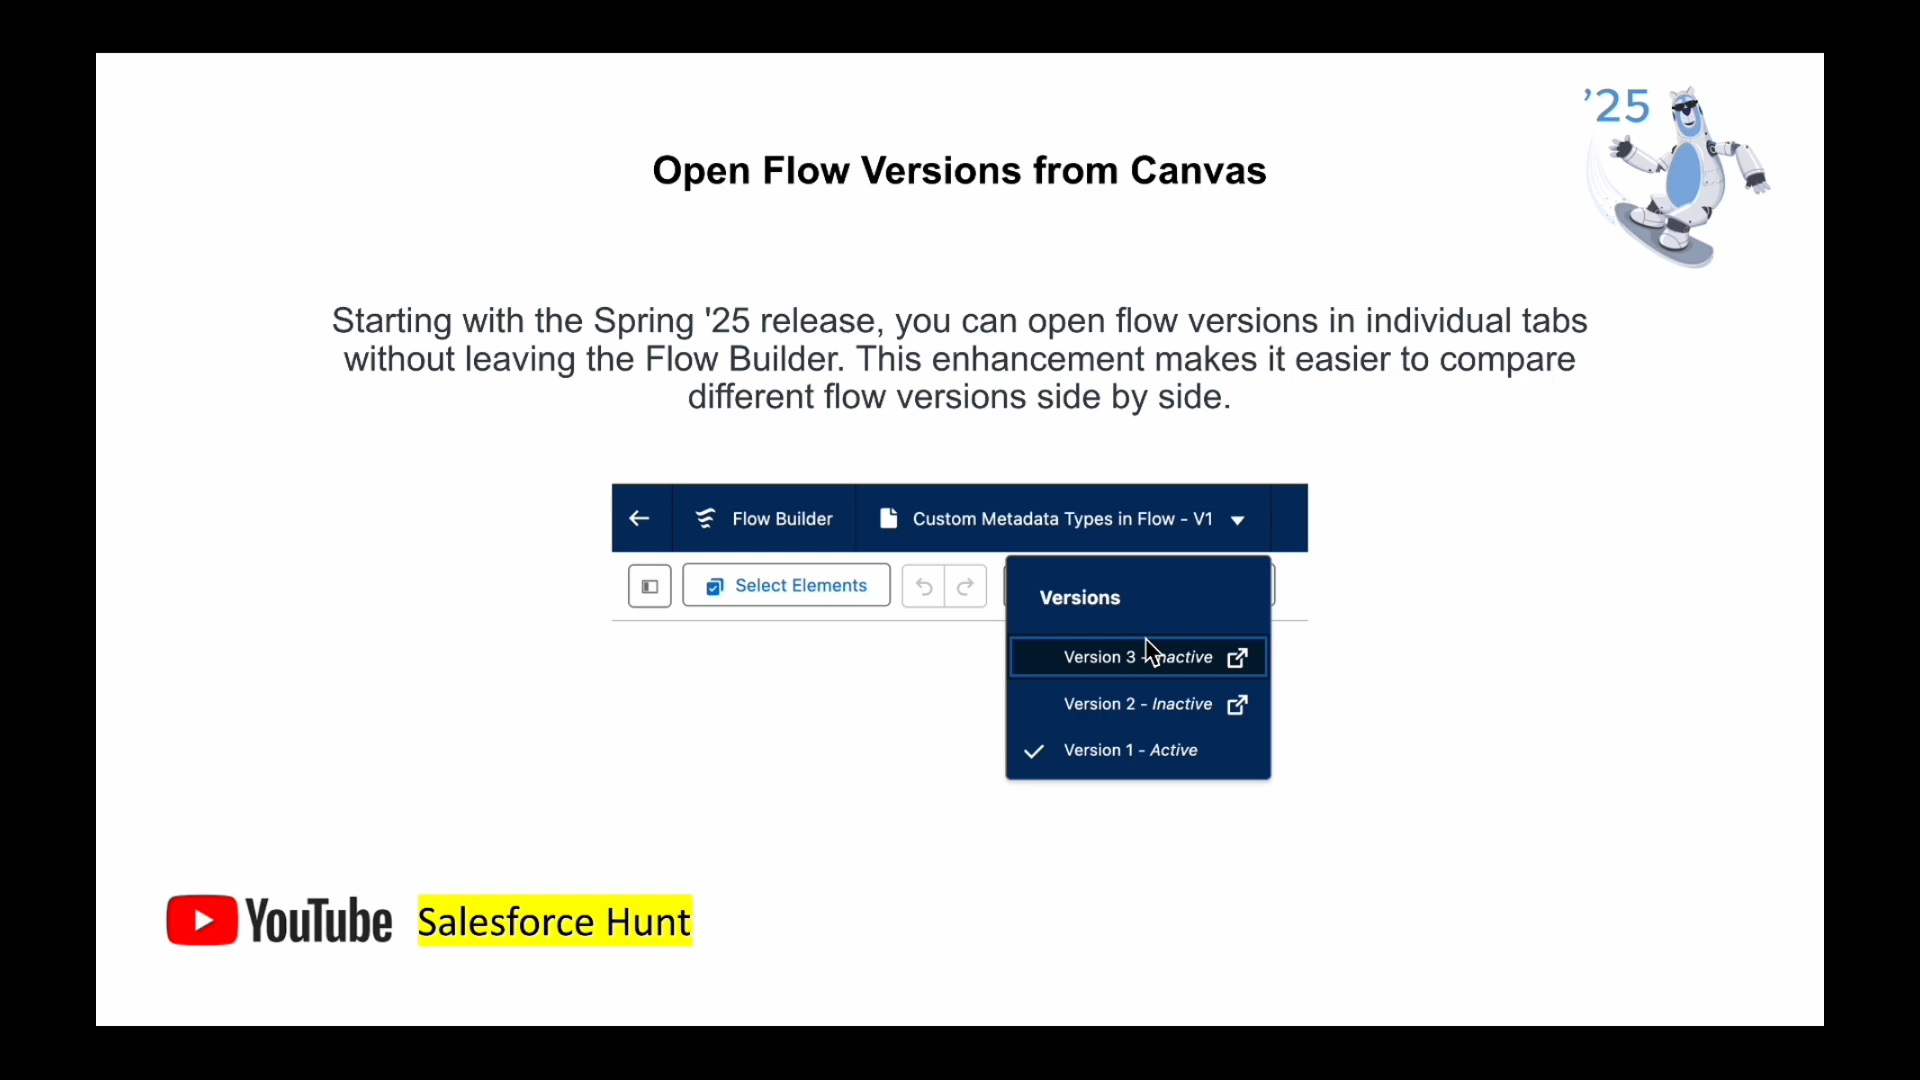 '25
Open Flow Versions from Canvas
Starting with the Spring '25 release, you can open flow versions in individual tabs
without leaving the Flow Builder. This enhancement makes it easier to compare
different flow versions side by side.
Flow Builder Custom Metadata Types in Flow - V1
Select Elements
Versions
Version 3 - Inactive
Version 2 - Inactive
Version 1 - Active
YouTube Salesforce Hunt